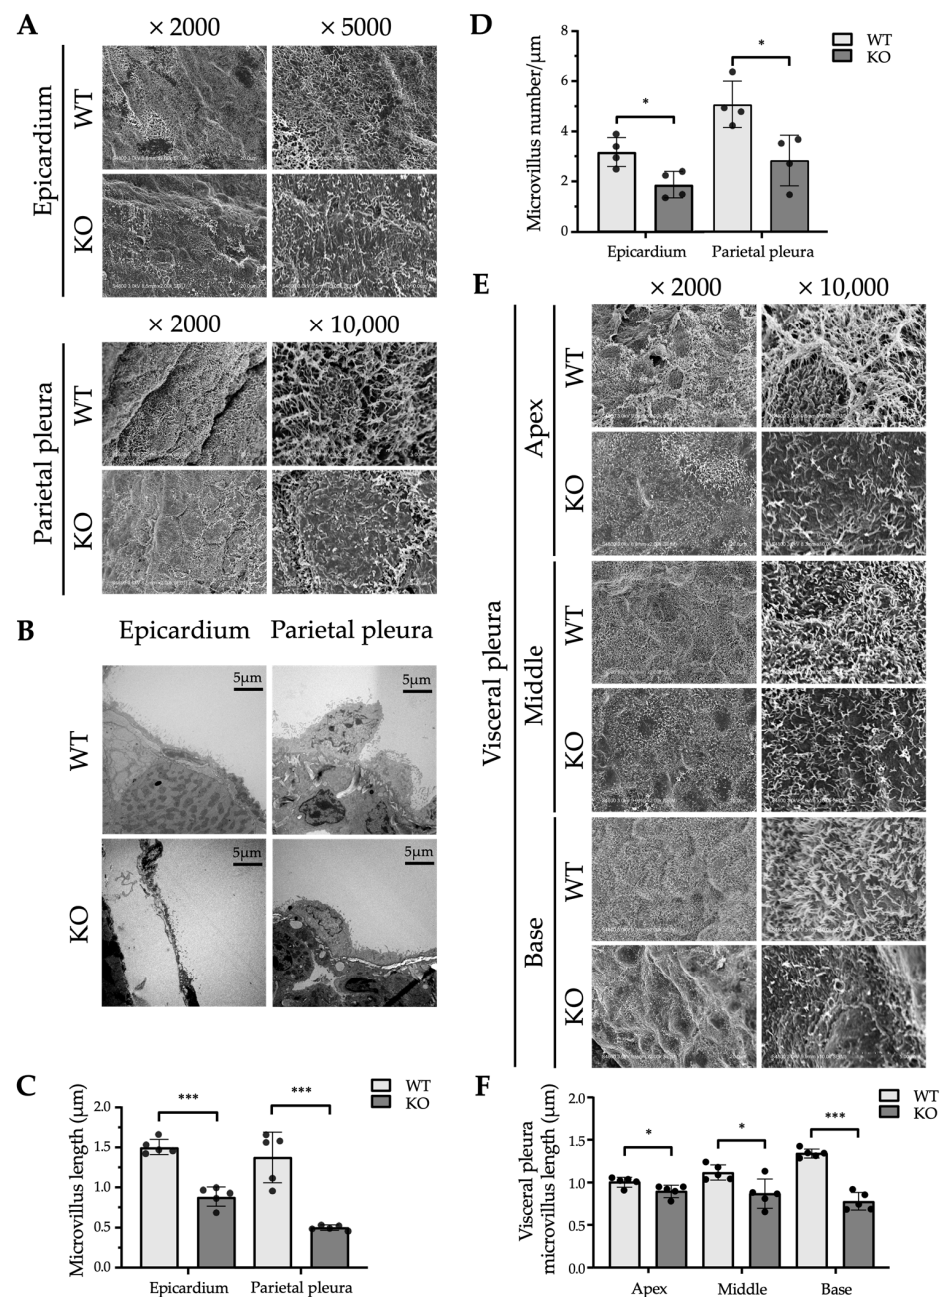 A
× 2000
× 5000
Epicardium
WT
KO
× 2000
× 10,000
Parietal pleura
WT
KO
B
Epicardium
Parietal pleura
WT
5μm
5μm
KO
5μm
5μm
C
WT
KO
Microvillus length (μm)
2.0
1.5
1.0
0.5
0.0
***
***
Epicardium
Parietal pleura
D
WT
KO
Microvillus number/μm
8
6
4
2
0
*
*
Epicardium
Parietal pleura
E
× 2000
× 10,000
Visceral pleura
Apex
WT
KO
Middle
WT
KO
Base
WT
KO
F
WT
KO
Visceral pleura
microvillus length (μm)
2.0
1.5
1.0
0.5
0.0
*
*
***
Apex
Middle
Base